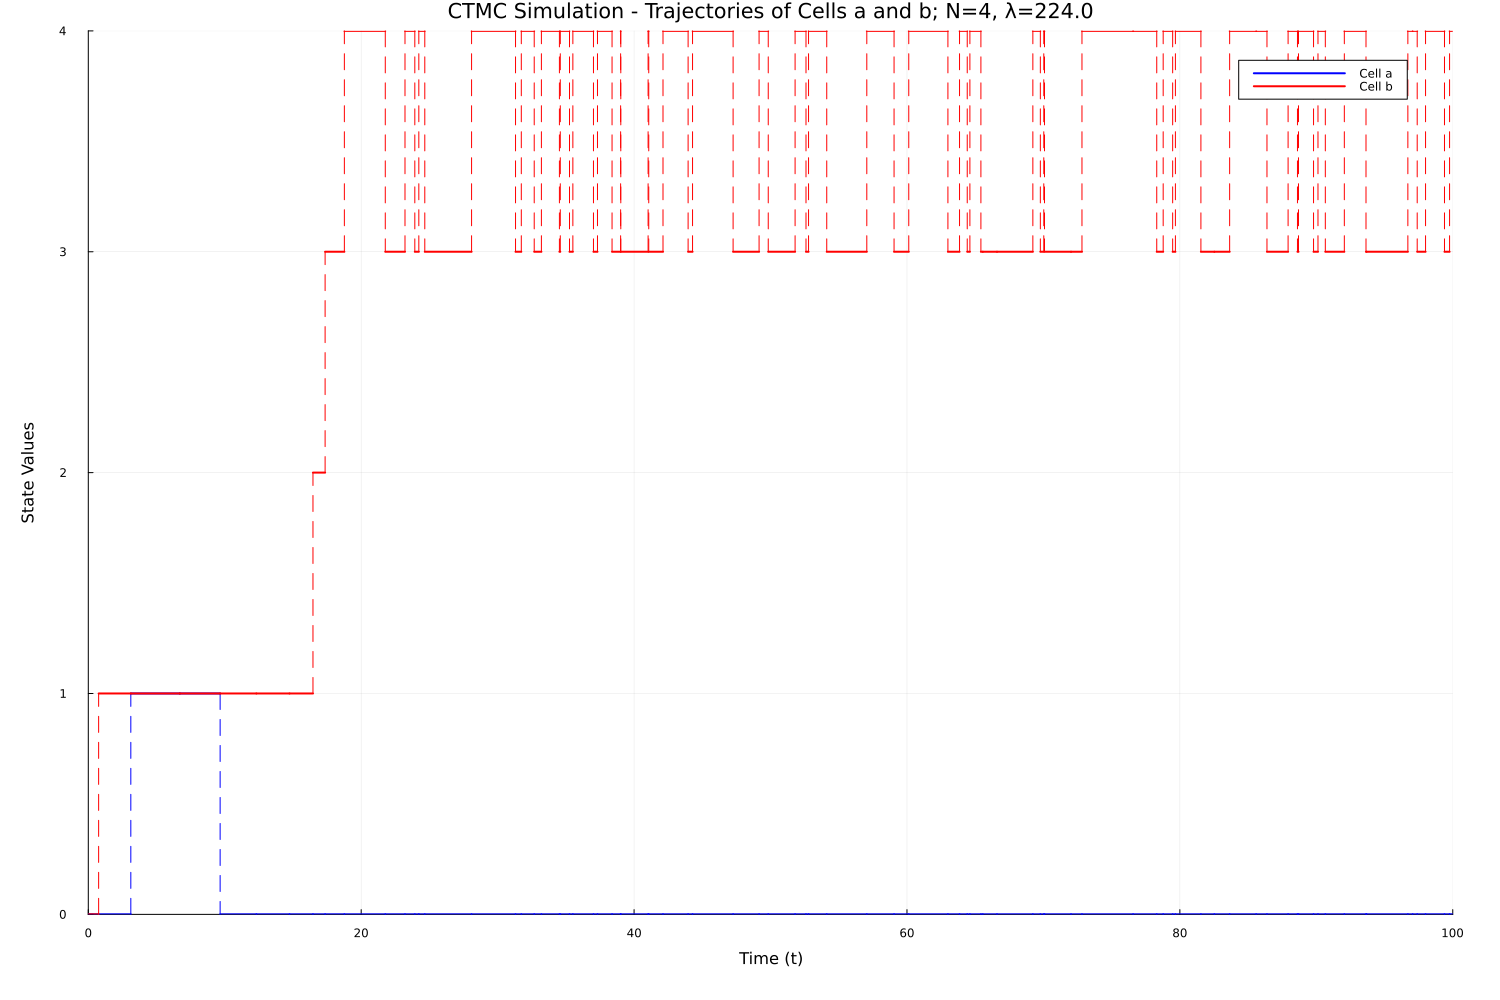 CTMC Simulation - Trajectories of Cells a and b; N=4, λ=224.0
4
Cell a
Cell b
3
State Values
2
1
0
0 20 40 60 80 100
Time (t)